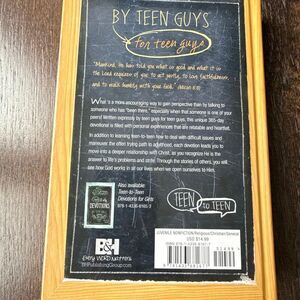 BY TEEN GUYS
for teen guys
"Mankind, He has told you what is good and what it is
the Lord requires of you: to act justly, to love faithfulness,
and to walk humbly with your God." (Micah 6:8)
What's a more encouraging way to gain perspective than by talking to
someone who has "been there," especially when that someone is one of your
peers! Written expressly by teen guys for teen guys, this unique 365-day
devotional is filled with personal experiences that are relatable and heartfelt.
In addition to learning teen-to-teen how to deal with difficult issues and
maneuver the often trying path to adulthood, each devotion leads you to
move into a deeper relationship with Christ, as you recognize He is the
answer to life's problems and strife! Through the stories of others, you will
see how God works in all our lives when we open ourselves to Him.
DEVOTIONS
Also available:
Teen-to-Teen
Devotions for Girls
TEEN
TO TEEN
B&H
Every WORD Matters
BHPublishingGroup.com
JUVENILE NONFICTION/Religious/Christian/General
USD $14.99